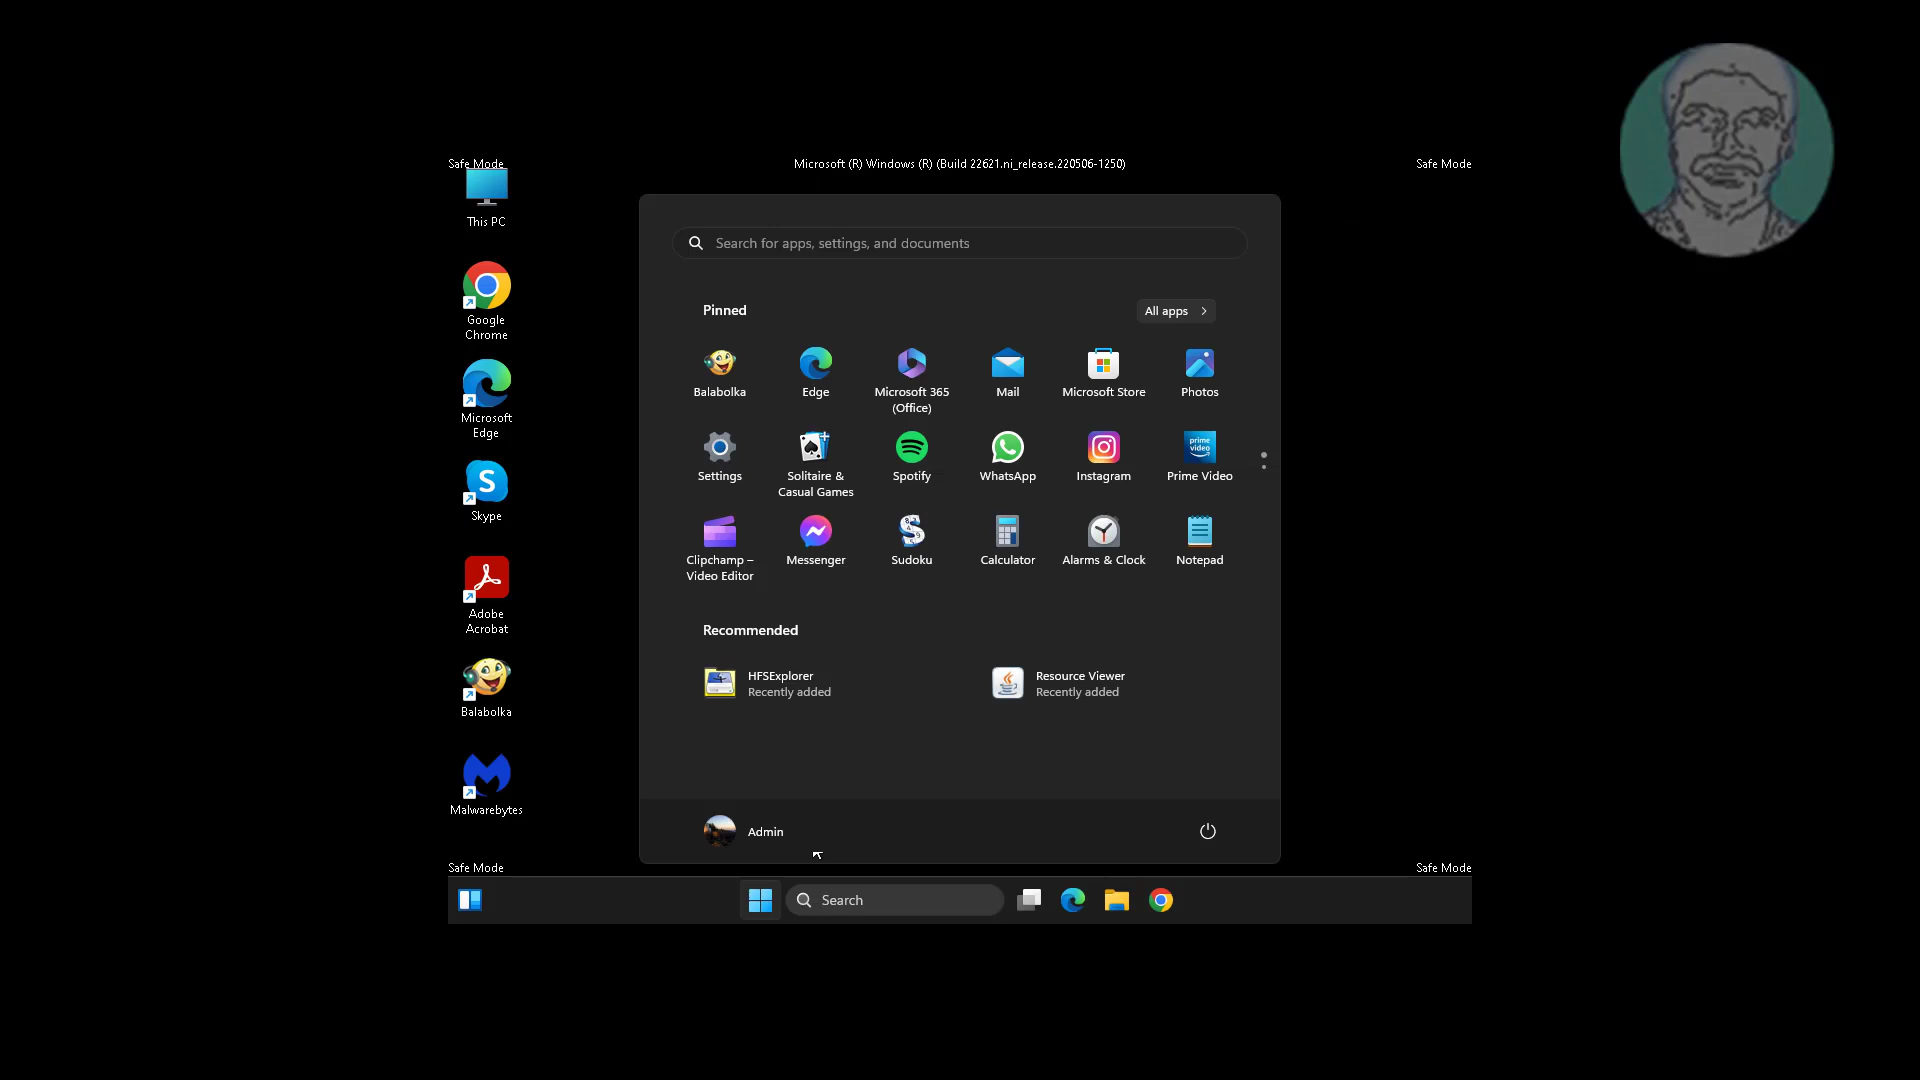 Safe Mode
Microsoft (R) Windows (R) (Build 22621.ni_release.220506-1250)
Safe Mode
This PC
Google
Chrome
Microsoft
Edge
Skype
Adobe
Acrobat
Balabolka
Malwarebytes
Search for apps, settings, and documents
Pinned
All apps
Balabolka
Edge
Microsoft 365
(Office)
Mail
Microsoft Store
Photos
Settings
Solitaire &
Casual Games
Spotify
WhatsApp
Instagram
prime
video
Prime Video
Clipchamp –
Video Editor
Messenger
Sudoku
Calculator
Alarms & Clock
Notepad
Recommended
HFSExplorer
Recently added
Resource Viewer
Recently added
Admin
Safe Mode
Safe Mode
Search